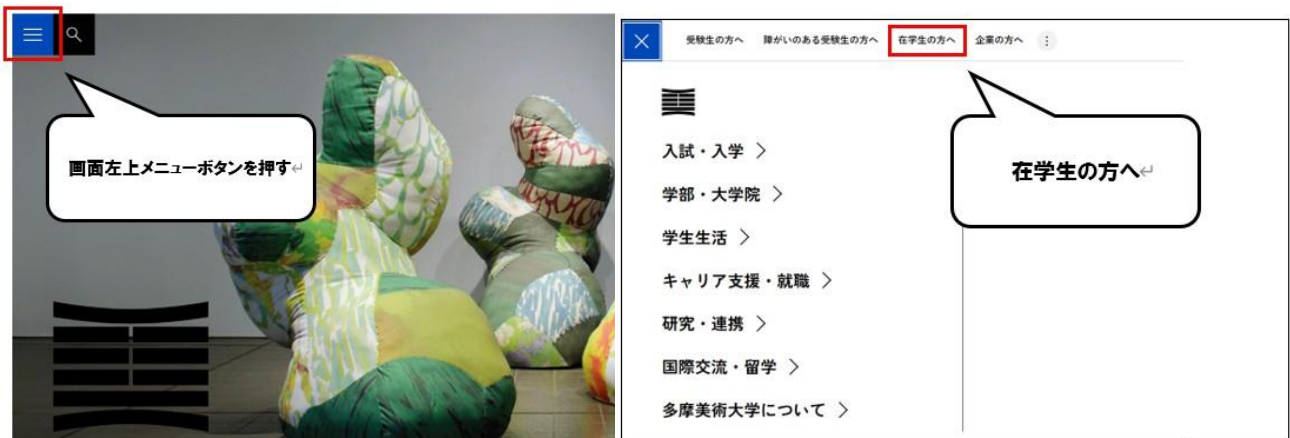 画面左上メニューボタンを押す↵
受験生の方へ 障がいのある受験生の方へ 在学生の方へ 企業の方へ
在学生の方へ↵
入試・入学 >
学部・大学院 >
学生生活 >
キャリア支援・就職 >
研究・連携 >
国際交流・留学 >
多摩美術大学について >